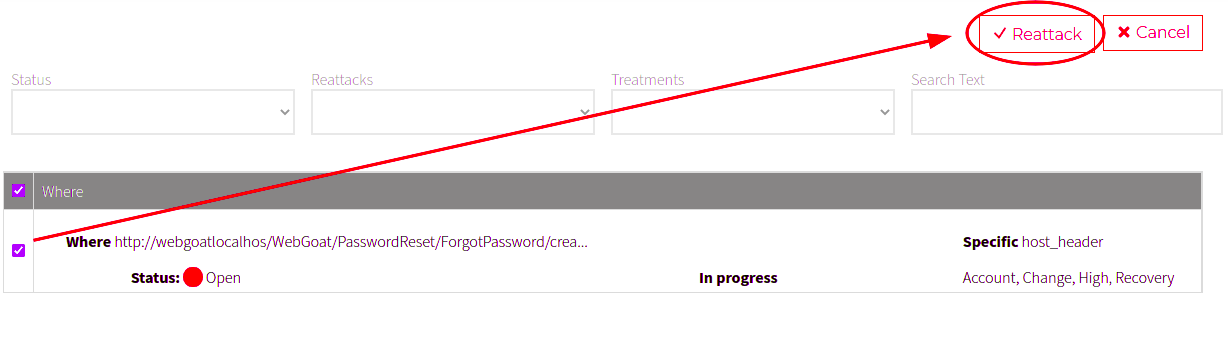 Reattack Cancel
Status Reattacks Treatments Search Text
Where
Where http://webgoatlocalhos/WebGoat/PasswordReset/ForgotPassword/crea... Specific host_header
Status: Open In progress Account, Change, High, Recovery